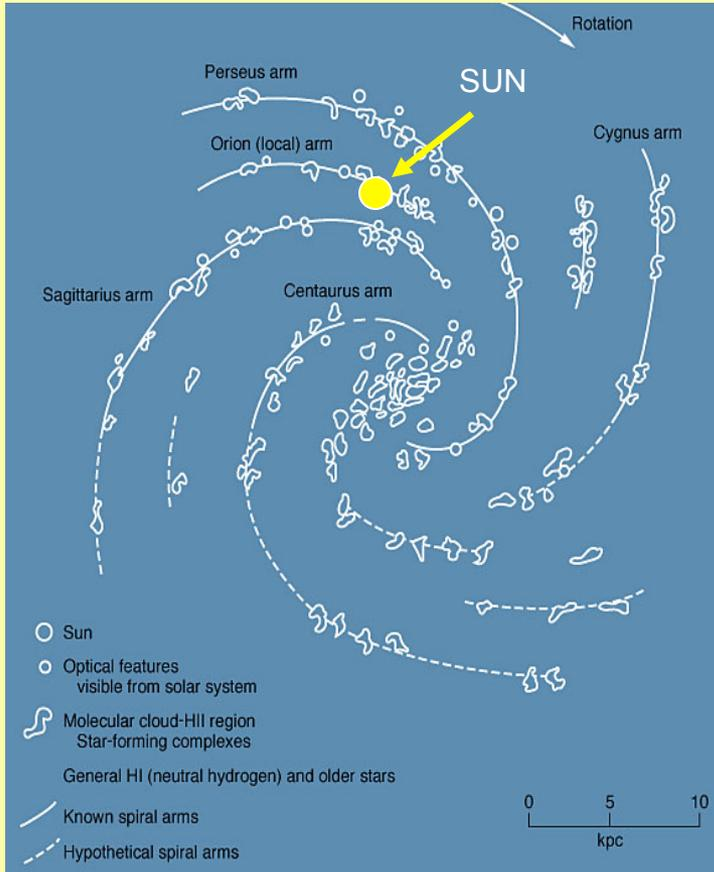 Rotation
Perseus arm
SUN
Cygnus arm
Orion (local) arm
Sagittarius arm
Centaurus arm
Sun
Optical features
visible from solar system
Molecular cloud-HII region
Star-forming complexes
General HI (neutral hydrogen) and older stars
Known spiral arms
Hypothetical spiral arms
0 5 10
kpc